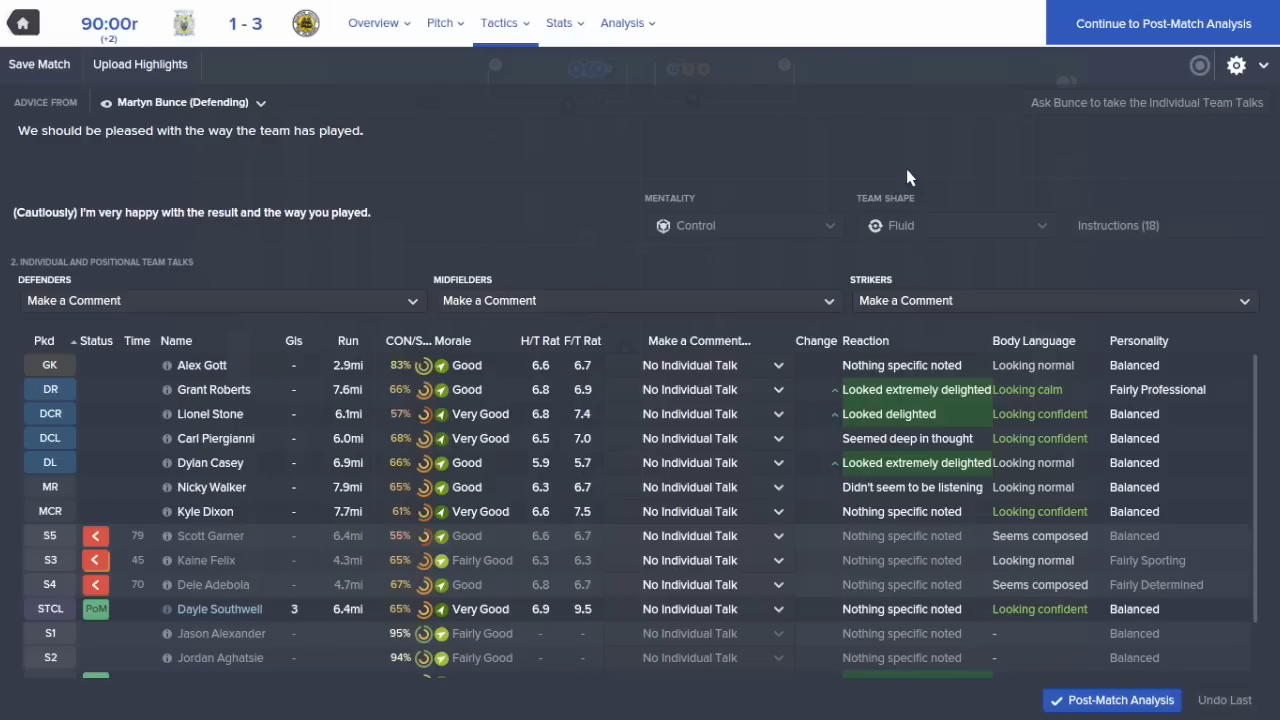 90:00r
(+2)
1 - 3
Overview
Pitch
Tactics
Stats
Analysis
Continue to Post-Match Analysis
Save Match
Upload Highlights
ADVICE FROM
Martyn Bunce (Defending)
Ask Bunce to take the Individual Team Talks
We should be pleased with the way the team has played.
MENTALITY
TEAM SHAPE
(Cautiously) I'm very happy with the result and the way you played.
Control
Fluid
Instructions (18)
2. INDIVIDUAL AND POSITIONAL TEAM TALKS
DEFENDERS
MIDFIELDERS
STRIKERS
Make a Comment
Make a Comment
Make a Comment
Pkd Status Time Name Gls Run CON/S... Morale H/T Rat F/T Rat Make a Comment... Change Reaction Body Language Personality
GK Alex Gott - 2.9mi 83% Good 6.6 6.7 No Individual Talk Nothing specific noted Looking normal Balanced
DR Grant Roberts - 7.6mi 66% Good 6.8 6.9 No Individual Talk Looked extremely delighted Looking calm Fairly Professional
DCR Lionel Stone - 6.1mi 57% Very Good 6.8 7.4 No Individual Talk Looked delighted Looking confident Balanced
DCL Carl Piergianni - 6.0mi 68% Very Good 6.5 7.0 No Individual Talk Seemed deep in thought Looking confident Balanced
DL Dylan Casey - 6.9mi 66% Good 5.9 5.7 No Individual Talk Looked extremely delighted Looking normal Balanced
MR Nicky Walker - 7.9mi 65% Good 6.3 6.7 No Individual Talk Didn't seem to be listening Looking normal Balanced
MCR Kyle Dixon - 7.7mi 61% Very Good 6.6 7.5 No Individual Talk Nothing specific noted Looking confident Balanced
S5 79 Scott Garner - 6.4mi 55% Good 6.6 6.7 No Individual Talk Nothing specific noted Seems composed Balanced
S3 45 Kaine Felix - 4.3mi 65% Fairly Good 6.3 6.3 No Individual Talk Nothing specific noted Looking normal Fairly Sporting
S4 70 Dele Adebola - 4.7mi 67% Good 6.8 6.7 No Individual Talk Nothing specific noted Seems composed Fairly Determined
STCL PoM Dayle Southwell 3 6.4mi 65% Very Good 6.9 9.5 No Individual Talk Nothing specific noted Looking confident Balanced
S1 Jason Alexander - 95% Fairly Good - - No Individual Talk Nothing specific noted - Balanced
S2 Jordan Aghatsie - 94% Fairly Good - - No Individual Talk Nothing specific noted - Balanced
Post-Match Analysis
Undo Last